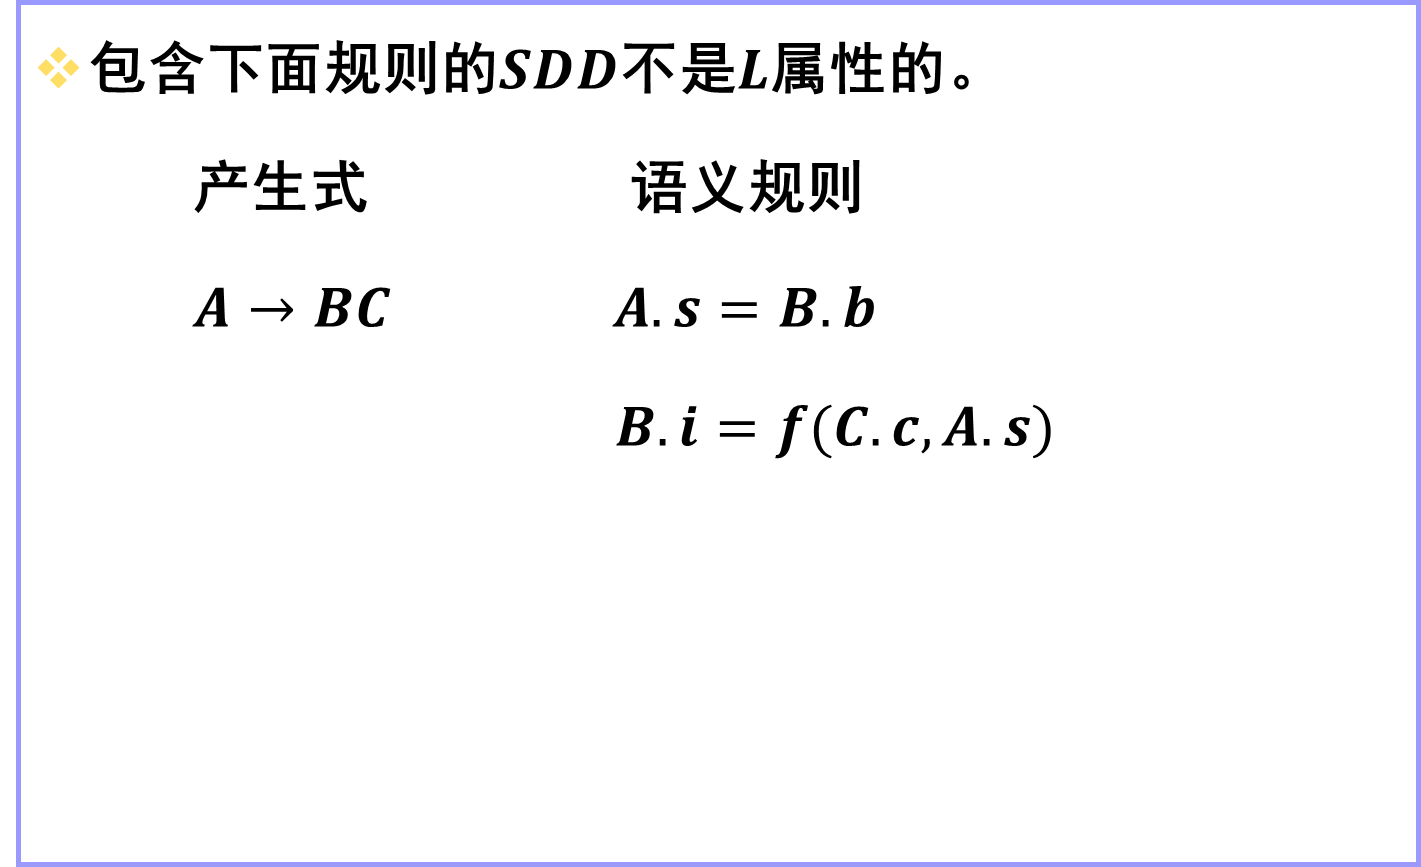 包含下面规则的SDD不是L属性的。
产生式 语义规则
A → BC A.s = B.b
B.i = f(C.c, A.s)